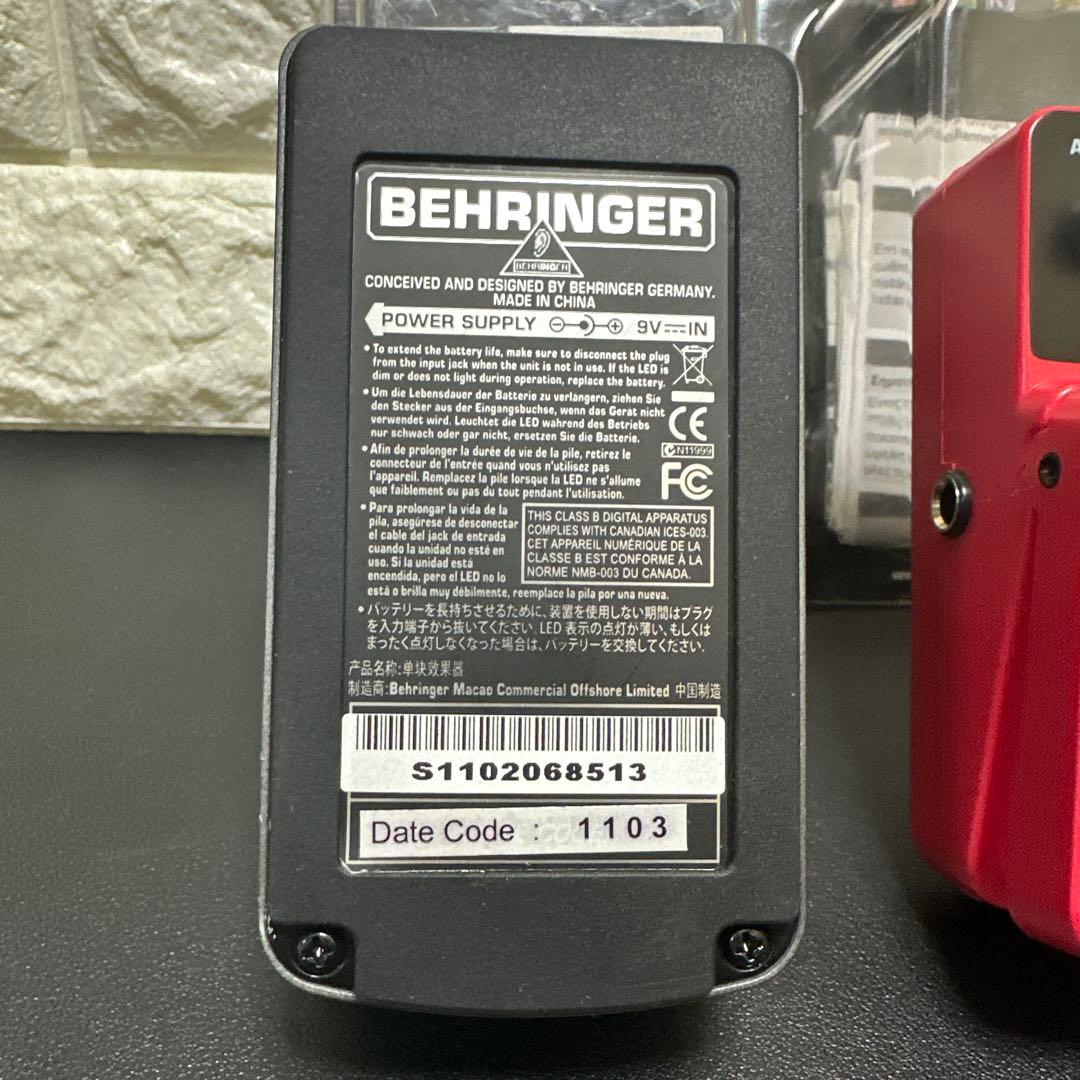 BEHRINGER
BEHRINGER
CONCEIVED AND DESIGNED BY BEHRINGER GERMANY.
MADE IN CHINA
POWER SUPPLY 9V IN
• To extend the battery life, make sure to disconnect the plug
from the input jack when the unit is not in use. If the LED is
dim or does not light during operation, replace the battery.
• Um die Lebensdauer der Batterie zu verlangern, ziehen Sie
den Stecker aus der Eingangsbuchse, wenn das Gerat nicht
verwendet wird. Leuchtet die LED wahrend des Betriebs
nur schwach oder gar nicht, ersetzen Sie die Batterie.
CE
N11999
• Afin de prolonger la durée de vie de la pile, retirez le
connecteur de l'entrée quand vous n'utilisez pas
l'appareil. Remplacez la pile lorsque la LED ne s'allume
que faiblement ou pas du tout pendant l'utilisation.
FC
• Para prolongar la vida de la
pila, asegúrese de desconectar
el cable del jack de entrada
cuando la unidad no esté en
uso. Si la unidad está
encendida, pero el LED no lo
está o brilla muy débilmente, reemplace la pila por una nueva.
THIS CLASS B DIGITAL APPARATUS
COMPLIES WITH CANADIAN ICES-003.
CET APPAREIL NUMÉRIQUE DE LA
CLASSE B EST CONFORME À LA
NORME NMB-003 DU CANADA.
• バッテリーを長持ちさせるために、装置を使用しない期間はプラグ
を入力端子から抜いてください. LED 表示の点灯が薄い、もしくは
まったく点灯しなくなった場合は、バッテリーを交換してください.
产品名称:单块效果器
制造商:Behringer Macao Commercial Offshore Limited 中国制造
S1102068513
Date Code : 1103